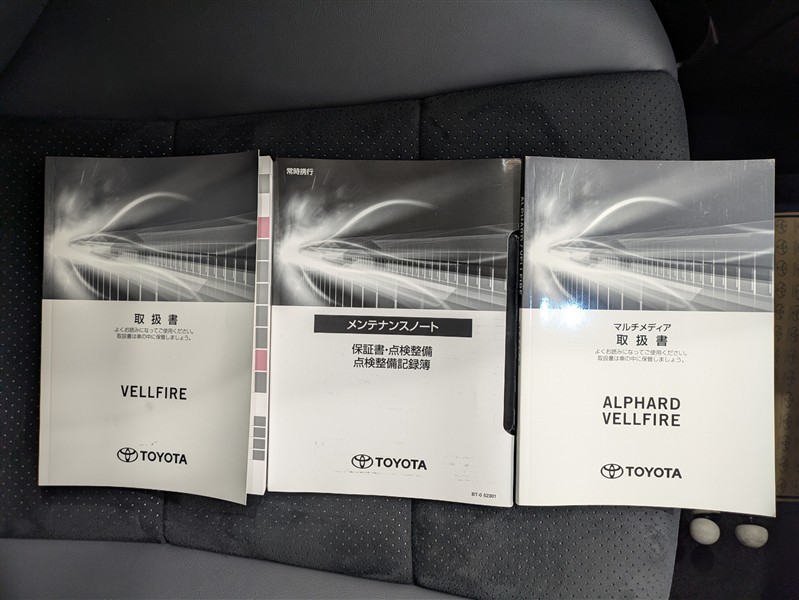 取扱書
よくお読みになってご使用ください。
取扱書は車の中に保管しましょう。
VELLFIRE
TOYOTA
常時携行
メンテナンスノート
保証書・点検整備
点検整備記録簿
TOYOTA
ALPHARD/VELLFIRE
マルチメディア
取扱書
よくお読みになってご使用ください。
取扱書は車の中に保管しましょう。
ALPHARD
VELLFIRE
TOYOTA